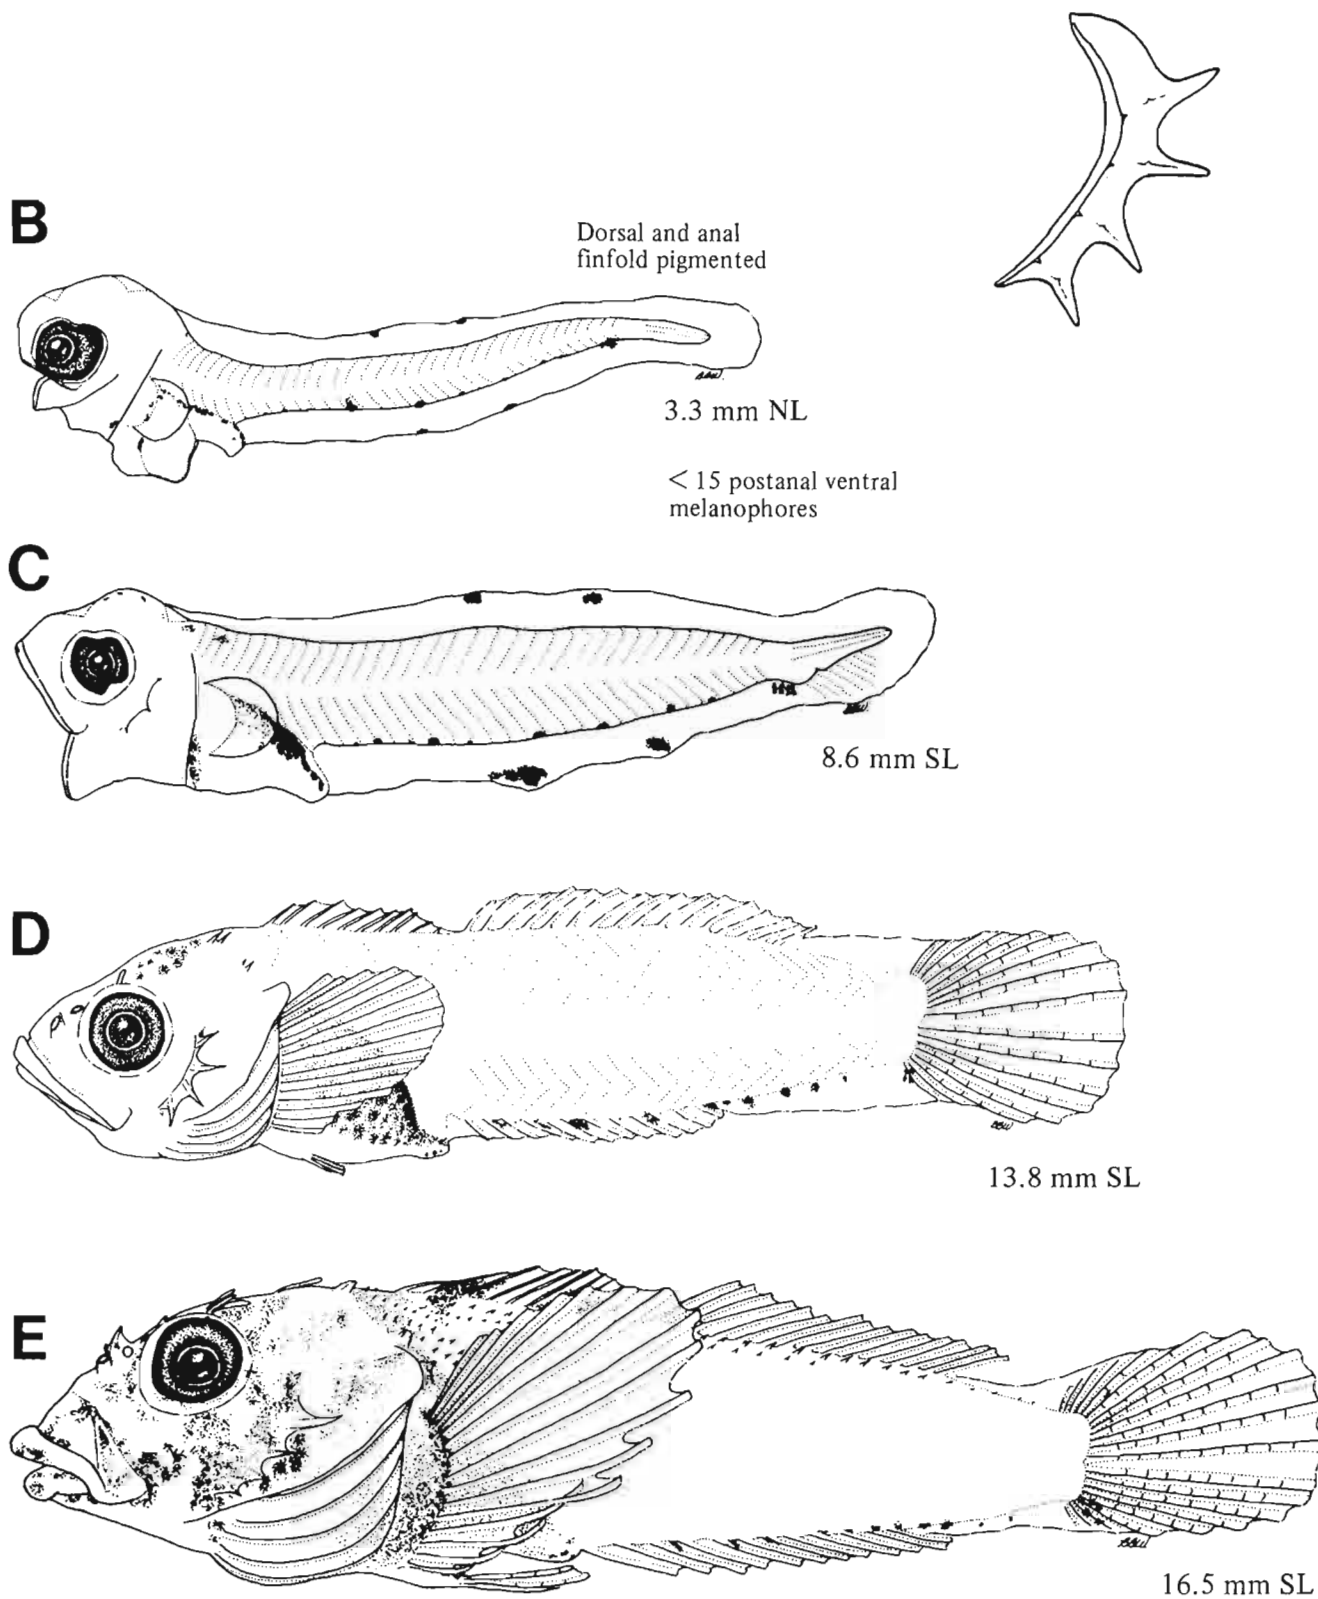 B
Dorsal and anal
finfold pigmented
3.3 mm NL
< 15 postanal ventral
melanophores
C
8.6 mm SL
D
13.8 mm SL
E
16.5 mm SL